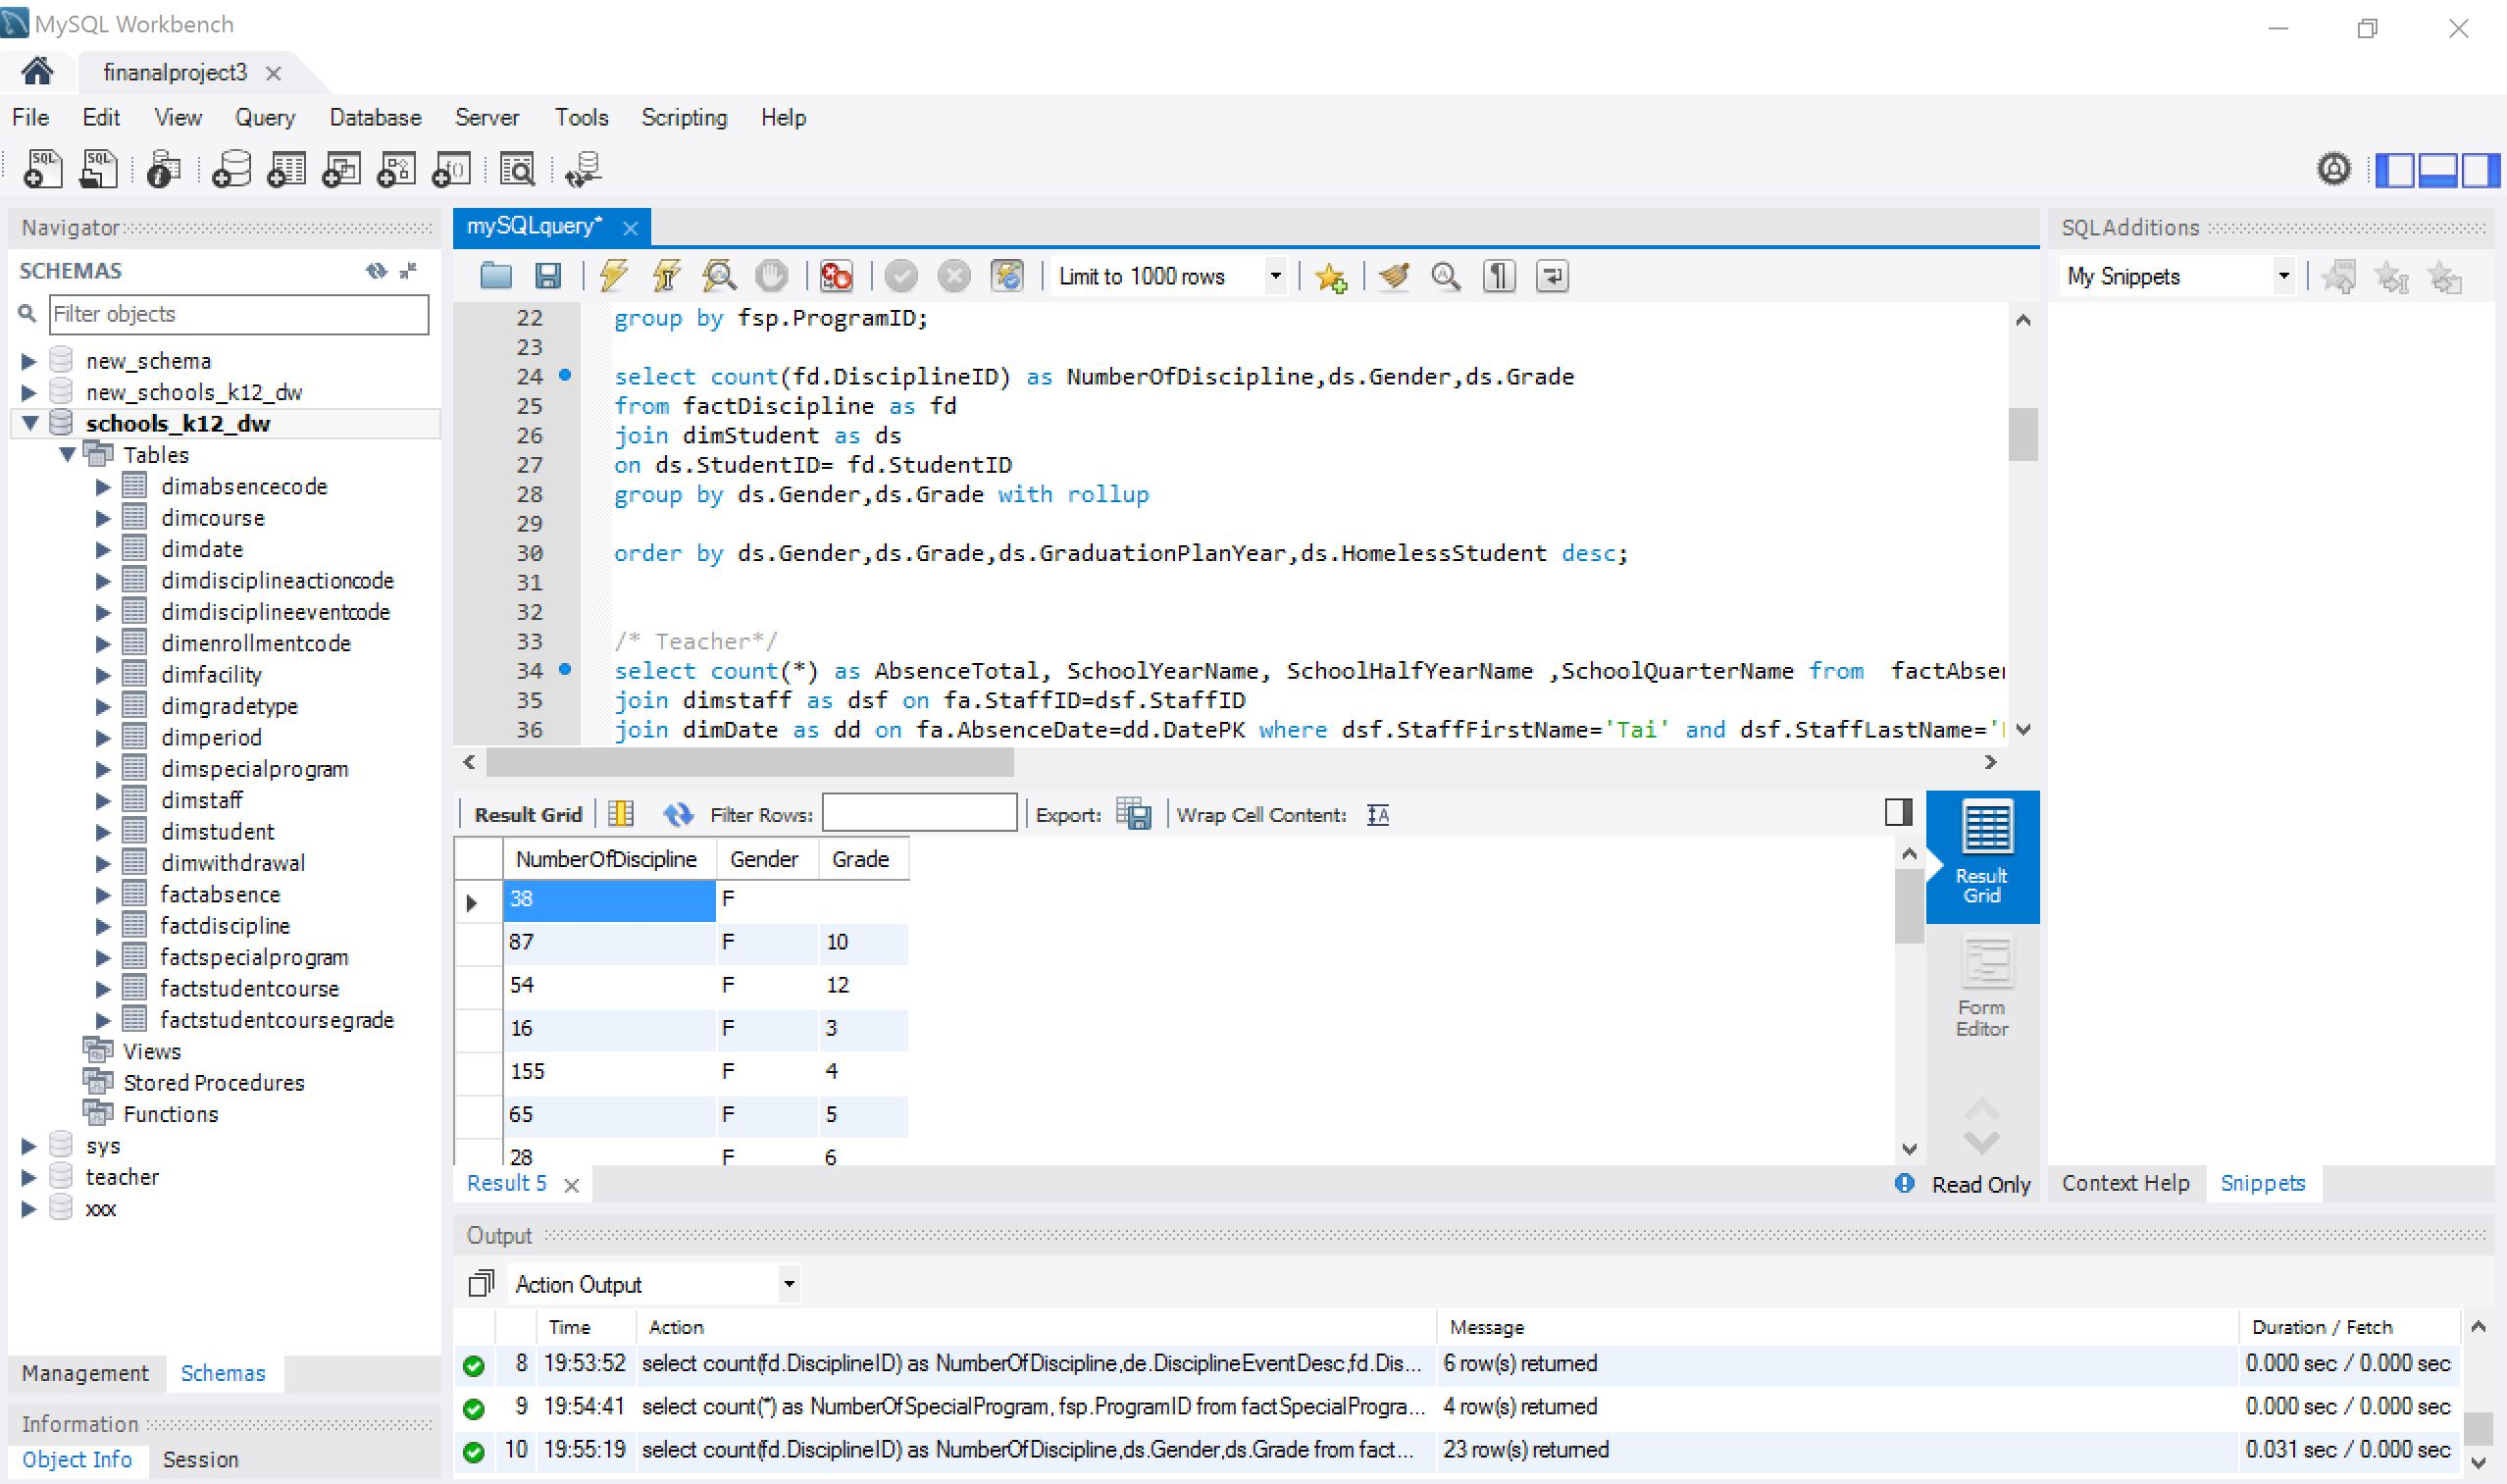 MySQL Workbench
finanalproject3
File Edit View Query Database Server Tools Scripting Help
Navigator
SCHEMAS
Filter objects
new_schema
new_schools_k12_dw
schools_k12_dw
Tables
dimabsencecode
dimcourse
dimdate
dimdisciplineactioncode
dimdisciplineeventcode
dimenrollmentcode
dimfacility
dimgradetype
dimperiod
dimspecialprogram
dimstaff
dimstudent
dimwithdrawal
factabsence
factdiscipline
factspecialprogram
factstudentcourse
factstudentcoursegrade
Views
Stored Procedures
Functions
sys
teacher
xxx
Management Schemas
Information
Object Info Session
mySQLquery*
Limit to 1000 rows
22 group by fsp.ProgramID;
23
24 select count(fd.DisciplineID) as NumberOfDiscipline,ds.Gender,ds.Grade
25 from factDiscipline as fd
26 join dimStudent as ds
27 on ds.StudentID= fd.StudentID
28 group by ds.Gender,ds.Grade with rollup
29
30 order by ds.Gender,ds.Grade,ds.GraduationPlanYear,ds.HomelessStudent desc;
31
32
33 /* Teacher*/
34 select count(*) as AbsenceTotal, SchoolYearName, SchoolHalfYearName ,SchoolQuarterName from factAbsen
35 join dimstaff as dsf on fa.StaffID=dsf.StaffID
36 join dimDate as dd on fa.AbsenceDate=dd.DatePK where dsf.StaffFirstName='Tai' and dsf.StaffLastName='
Result Grid Filter Rows: Export: Wrap Cell Content:
NumberOfDiscipline Gender Grade
38 F
87 F 10
54 F 12
16 F 3
155 F 4
65 F 5
28 F 6
Result Grid
Form Editor
Result 5
Read Only
SQLAdditions
My Snippets
Context Help Snippets
Output
Action Output
Time Action Message Duration / Fetch
8 19:53:52 select count(fd.DisciplineID) as NumberOfDiscipline,de.DisciplineEventDesc,fd.Dis... 6 row(s) returned 0.000 sec / 0.000 sec
9 19:54:41 select count(*) as NumberOfSpecialProgram, fsp.ProgramID from factSpecialProgra... 4 row(s) returned 0.000 sec / 0.000 sec
10 19:55:19 select count(fd.DisciplineID) as NumberOfDiscipline,ds.Gender,ds.Grade from fact... 23 row(s) returned 0.031 sec / 0.000 sec